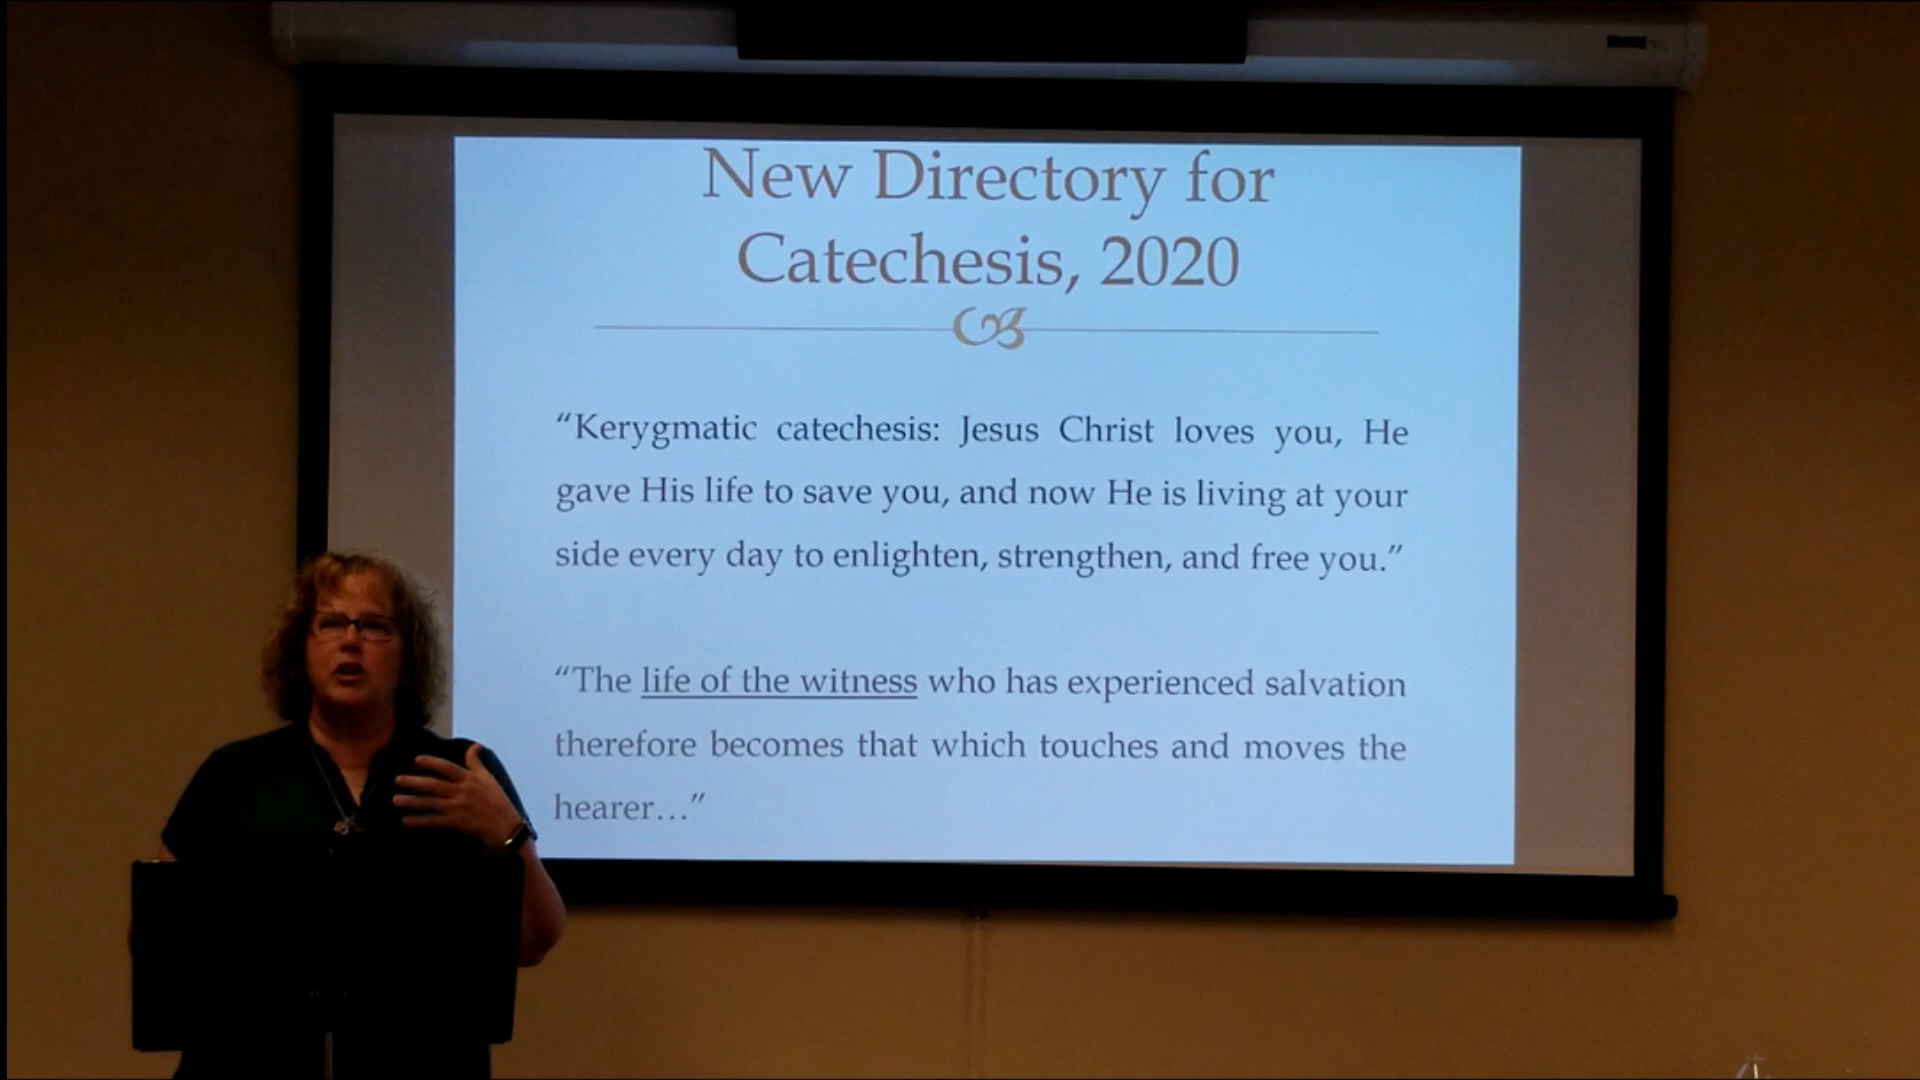 New Directory for
Catechesis, 2020
“Kerygmatic catechesis: Jesus Christ loves you, He
gave His life to save you, and now He is living at your
side every day to enlighten, strengthen, and free you.”
“The life of the witness who has experienced salvation
therefore becomes that which touches and moves the
hearer…”